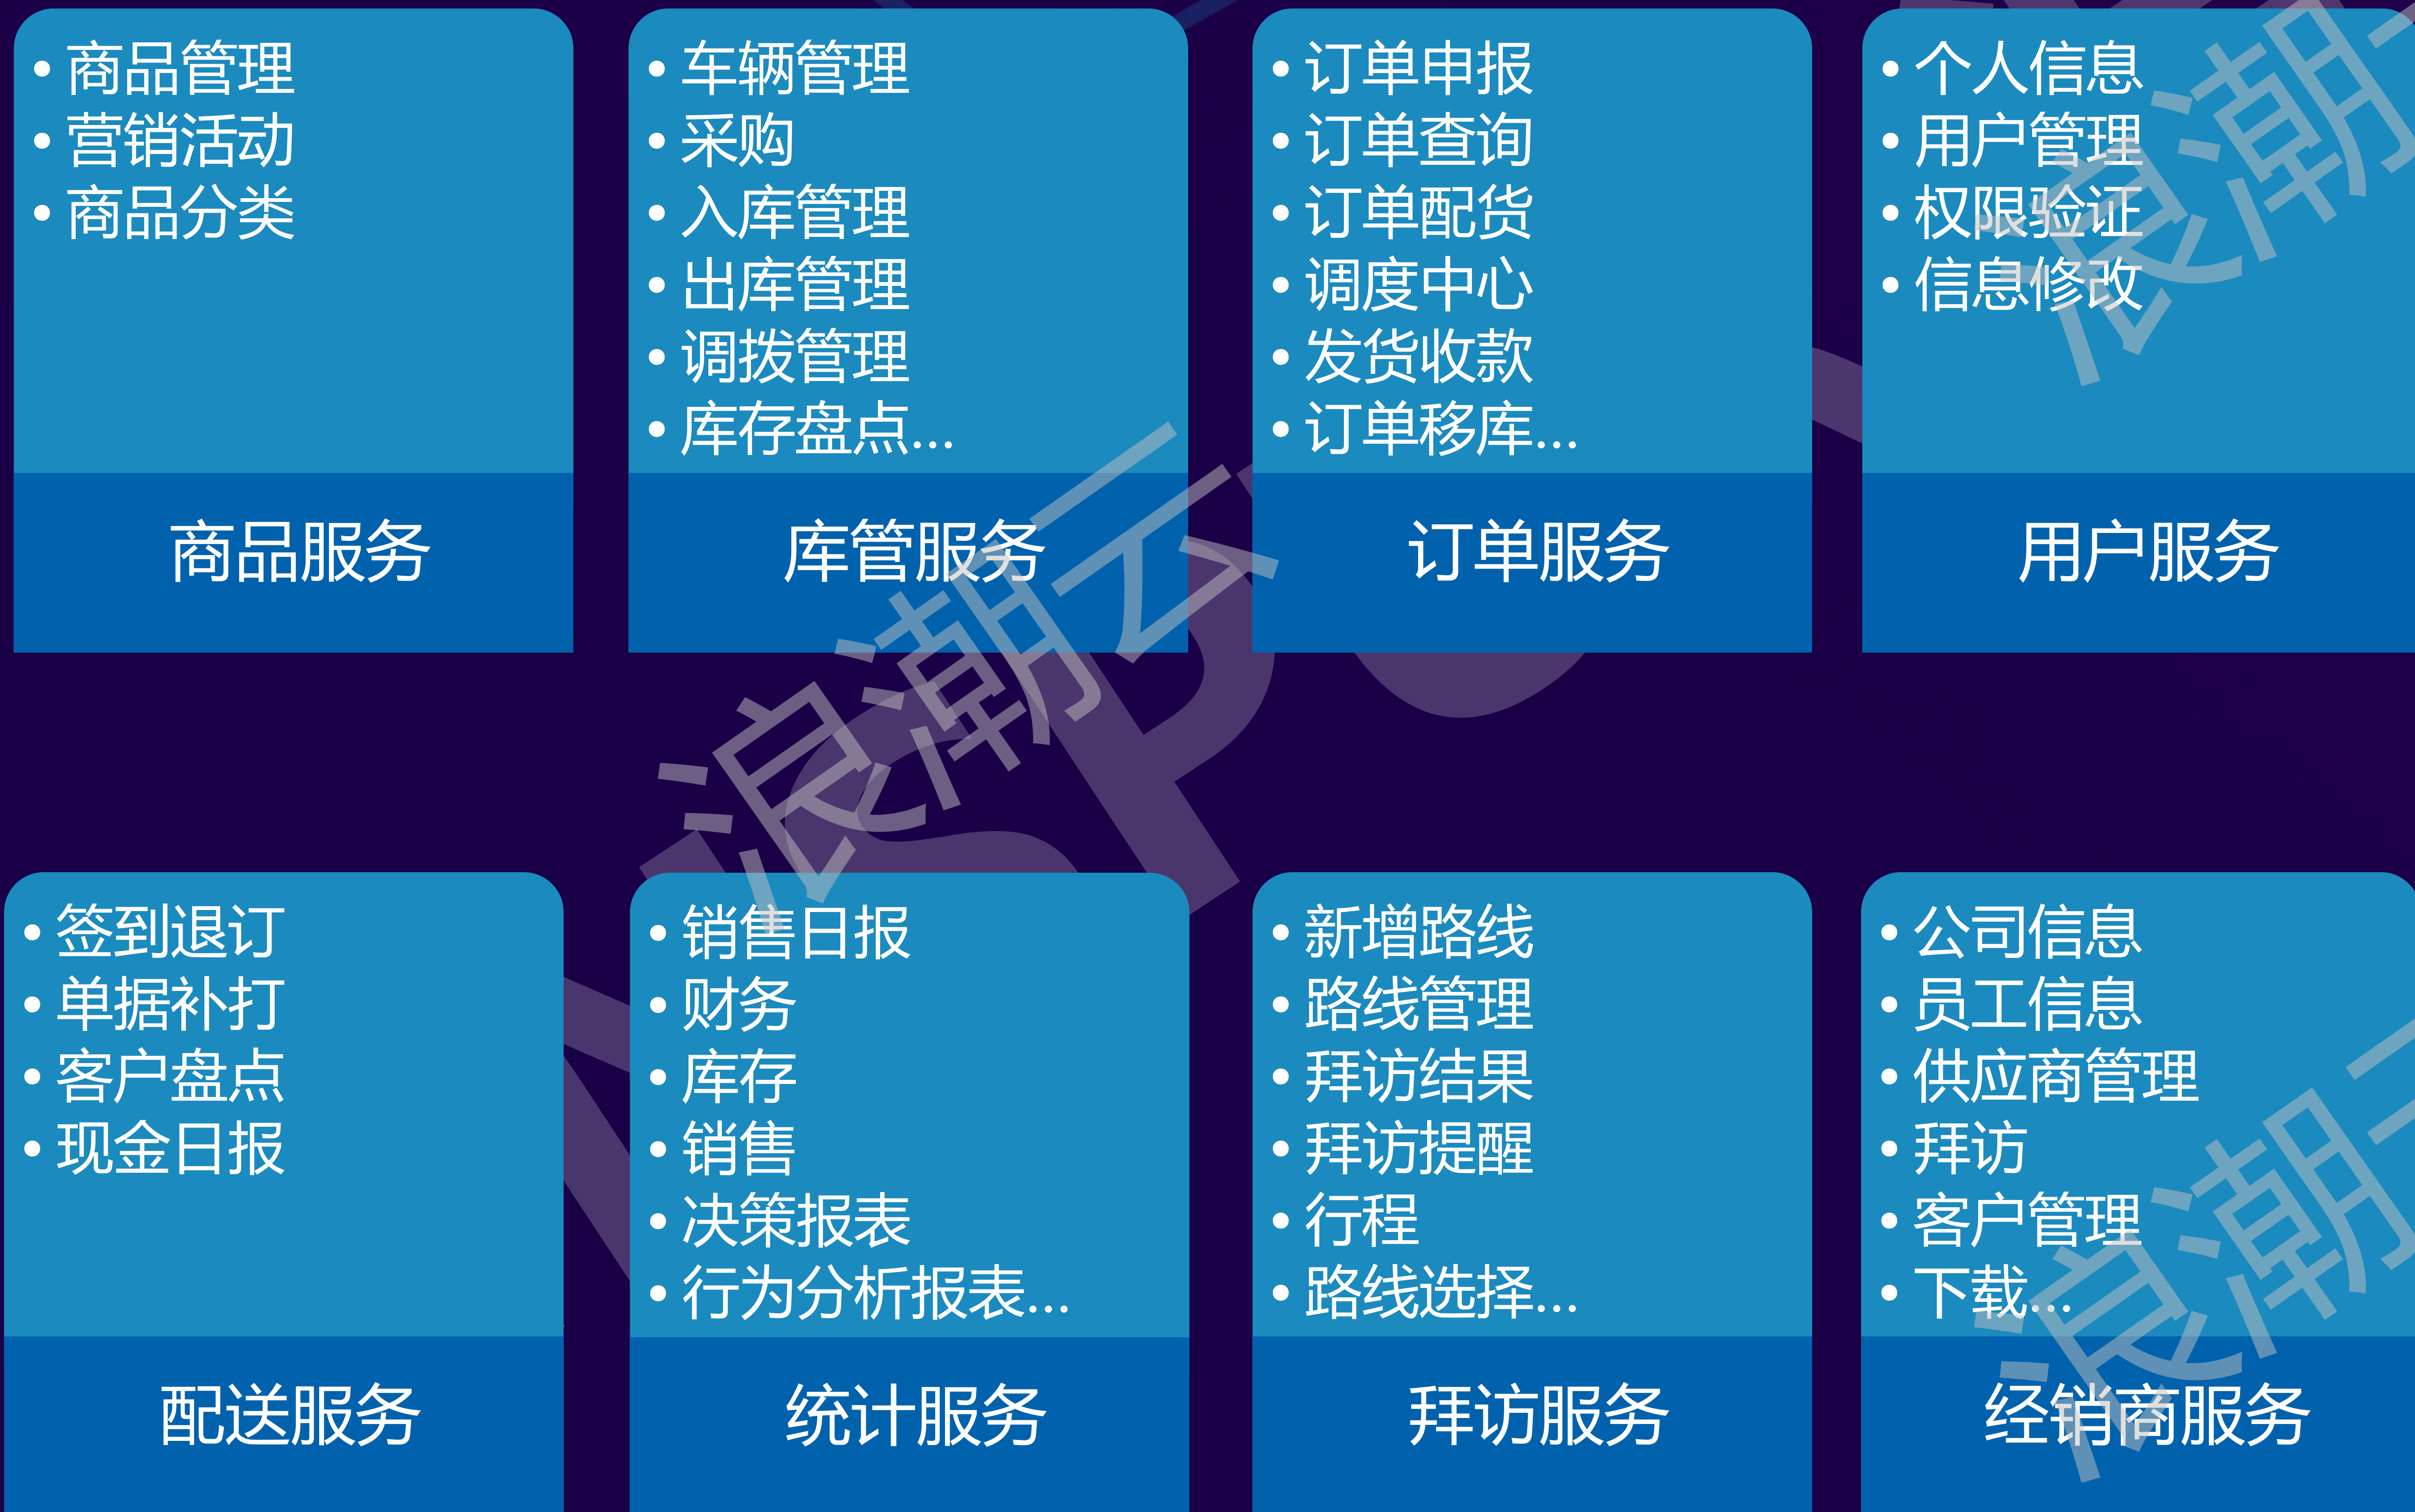 • 商品管理
• 营销活动
• 商品分类
商品服务
• 车辆管理
• 采购
• 入库管理
• 出库管理
• 调拨管理
• 库存盘点...
库管服务
• 订单申报
• 订单查询
• 订单配货
• 调度中心
• 发货收款
• 订单移库...
订单服务
• 个人信息
• 用户管理
• 权限验证
• 信息修改
用户服务
• 签到退订
• 单据补打
• 客户盘点
• 现金日报
配送服务
• 销售日报
• 财务
• 库存
• 销售
• 决策报表
• 行为分析报表...
统计服务
• 新增路线
• 路线管理
• 拜访结果
• 拜访提醒
• 行程
• 路线选择...
拜访服务
• 公司信息
• 员工信息
• 供应商管理
• 拜访
• 客户管理
• 下载...
经销商服务
浪潮云
浪潮
浪潮